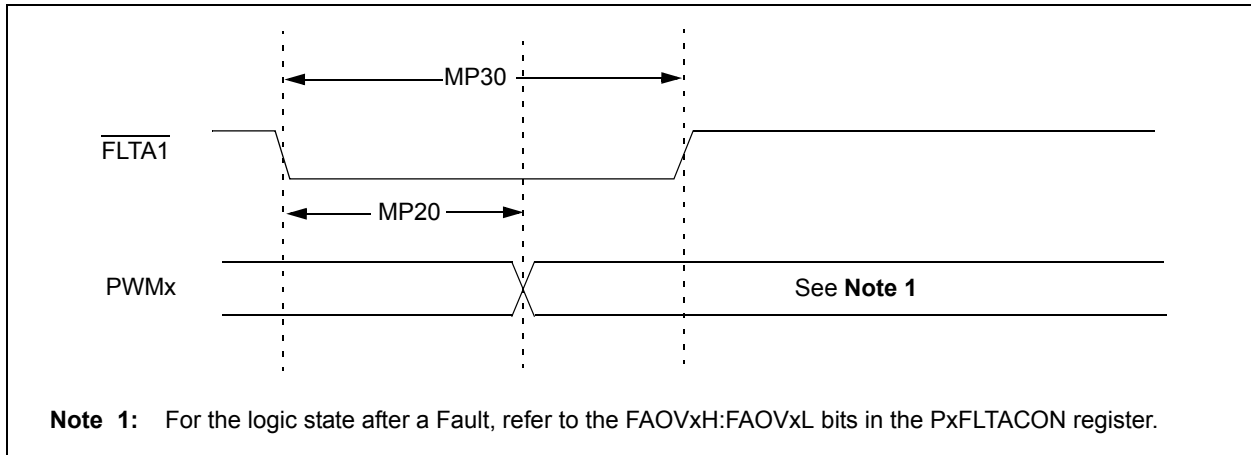 MP30
FLTA1
MP20
PWMx
See Note 1
Note 1: For the logic state after a Fault, refer to the FAOVxH:FAOVxL bits in the PxFLTACON register.